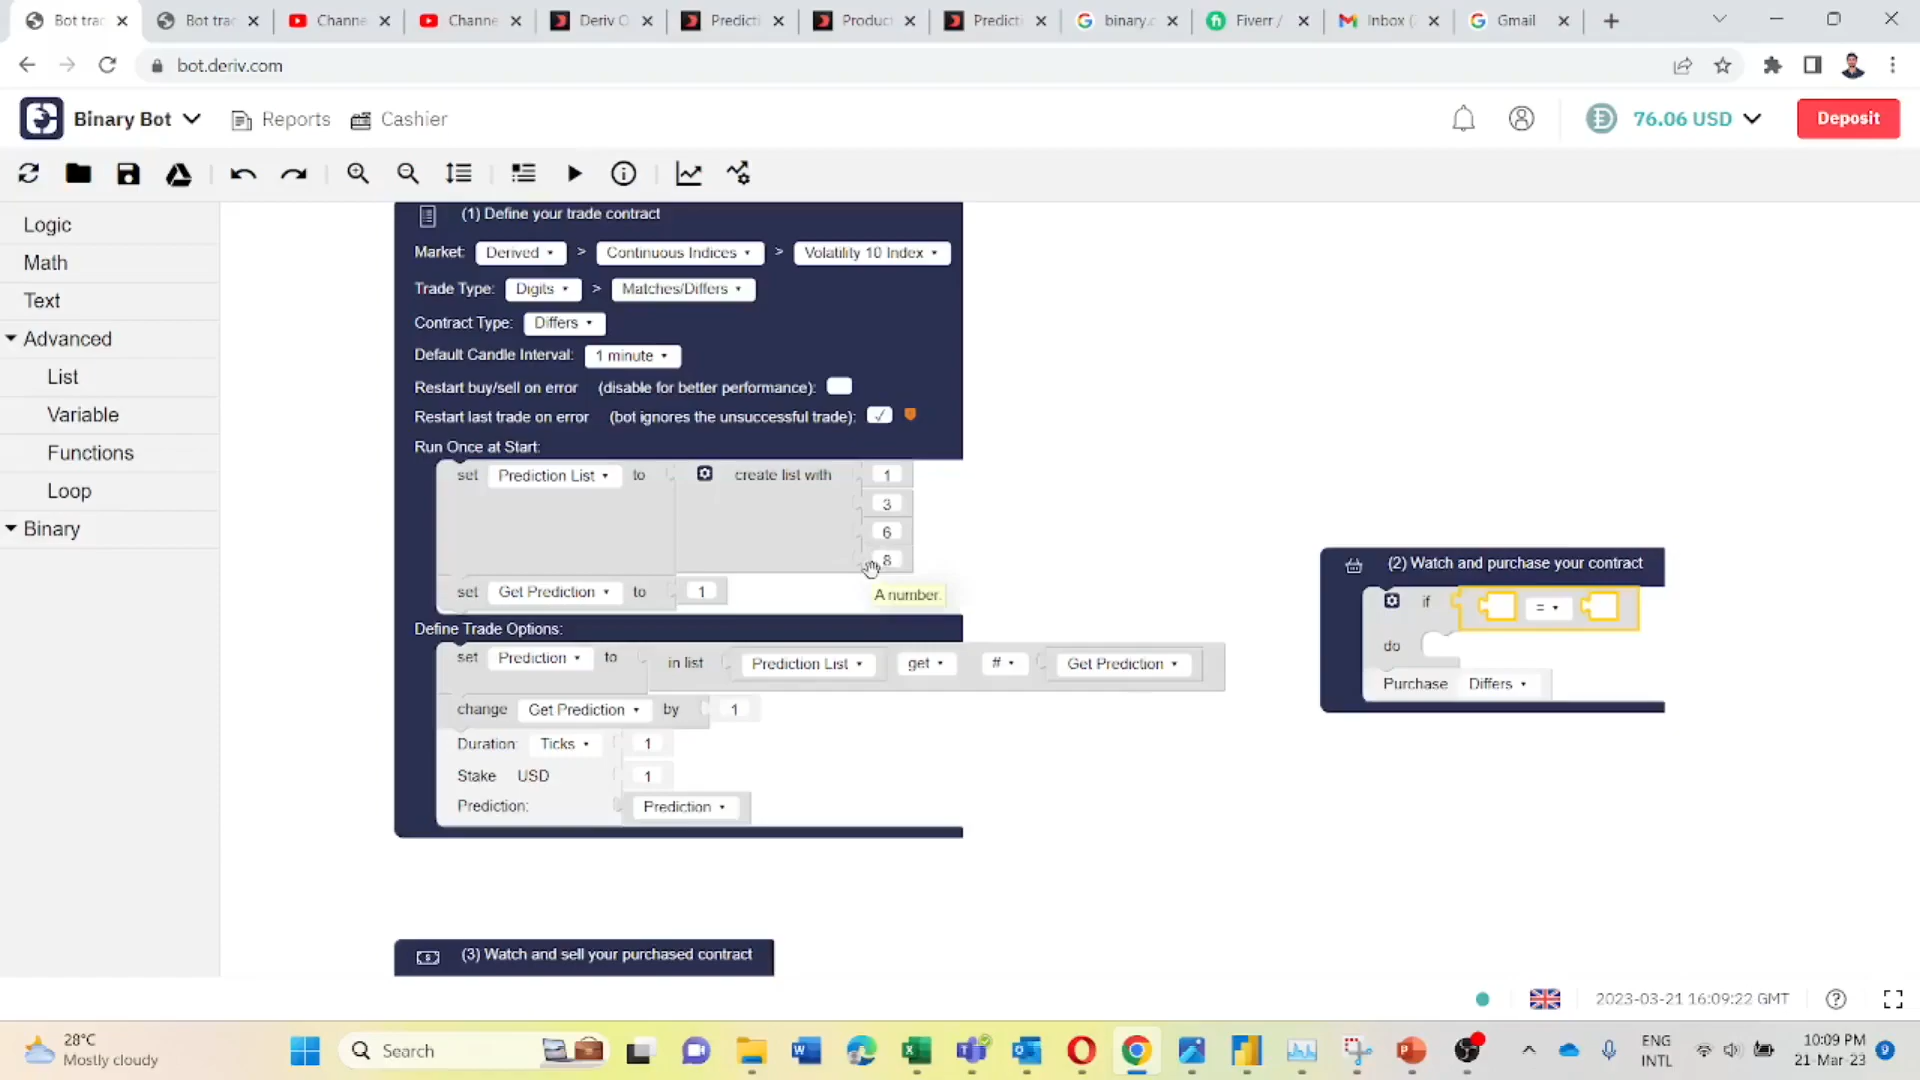 Bot trac
Bot trac
Channe
Channe
Deriv O
Predicti
Product
Predicti
binary.c
Fiverr /
Inbox (
Gmail
bot.deriv.com
Binary Bot
Reports
Cashier
76.06 USD
Deposit
Logic
Math
Text
Advanced
List
Variable
Functions
Loop
Binary
(1) Define your trade contract
Market: Derived > Continuous Indices > Volatility 10 Index
Trade Type: Digits > Matches/Differs
Contract Type: Differs
Default Candle Interval: 1 minute
Restart buy/sell on error (disable for better performance):
Restart last trade on error (bot ignores the unsuccessful trade):
Run Once at Start:
set Prediction List to create list with 1
3
6
8
set Get Prediction to 1
A number.
Define Trade Options:
set Prediction to in list Prediction List get # Get Prediction
change Get Prediction by 1
Duration: Ticks 1
Stake USD 1
Prediction: Prediction
(2) Watch and purchase your contract
if =
do
Purchase Differs
(3) Watch and sell your purchased contract
2023-03-21 16:09:22 GMT
28°C
Mostly cloudy
Search
ENG
INTL
10:09 PM
21-Mar-23
9